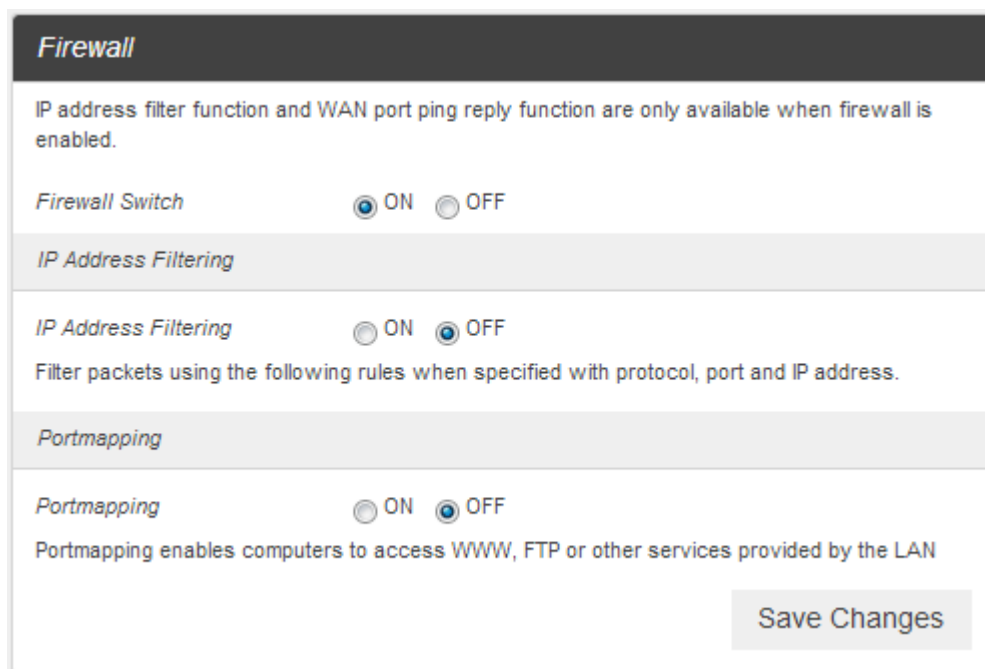 Firewall
IP address filter function and WAN port ping reply function are only available when firewall is
enabled.
Firewall Switch ON OFF
IP Address Filtering
IP Address Filtering ON OFF
Filter packets using the following rules when specified with protocol, port and IP address.
Portmapping
Portmapping ON OFF
Portmapping enables computers to access WWW, FTP or other services provided by the LAN
Save Changes